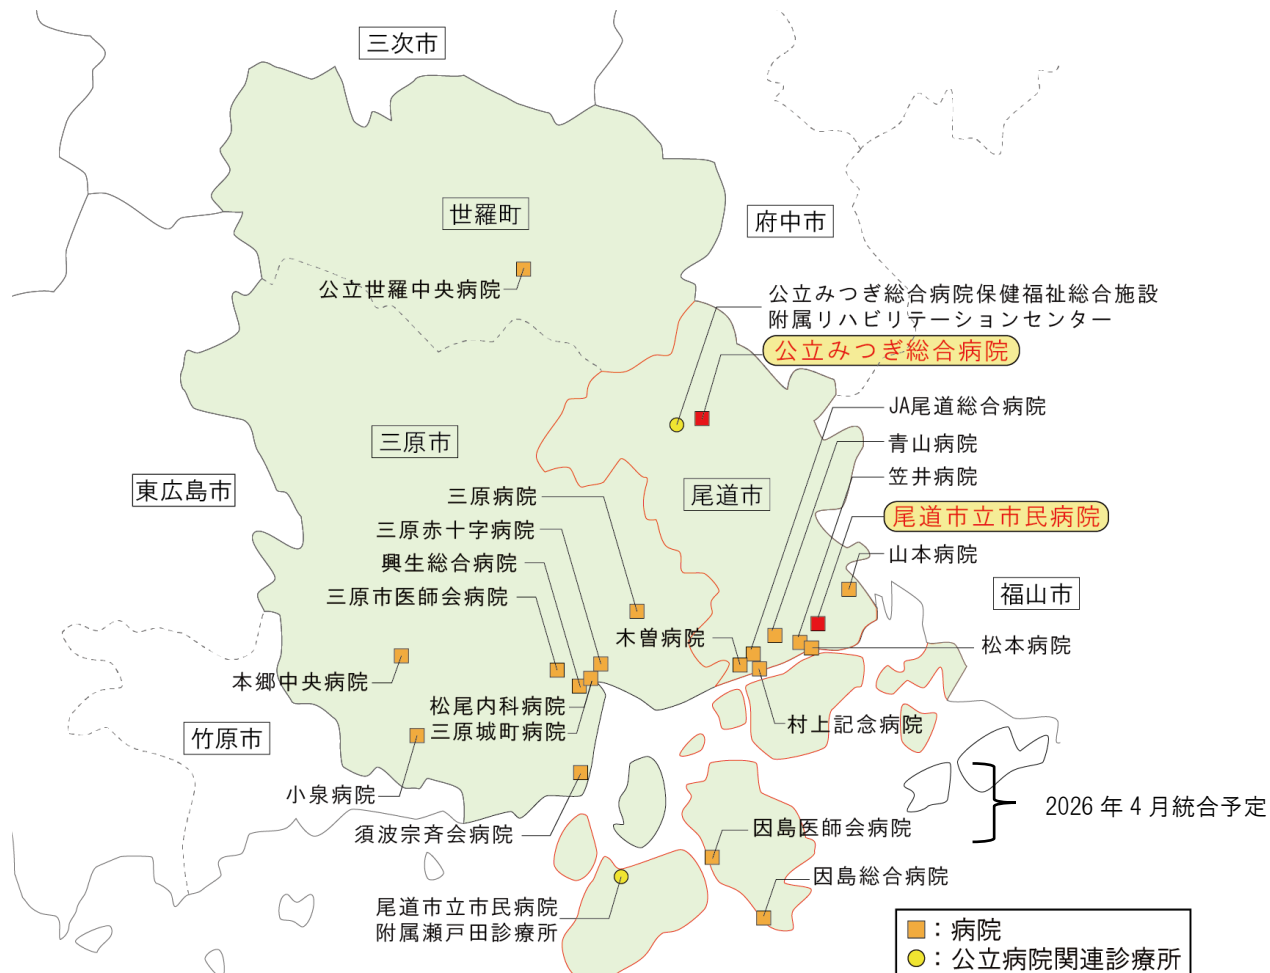 三次市
世羅町
府中市
公立世羅中央病院
公立みつぎ総合病院保健福祉総合施設
附属リハビリテーションセンター
公立みつぎ総合病院
JA尾道総合病院
三原市
青山病院
笠井病院
東広島市
三原病院
尾道市
尾道市立市民病院
三原赤十字病院
山本病院
興生総合病院
三原市医師会病院
福山市
木曽病院
松本病院
本郷中央病院
松尾内科病院
三原城町病院
村上記念病院
竹原市
小泉病院
2026年4月統合予定
須波宗斉会病院
因島医師会病院
因島総合病院
尾道市立市民病院
附属瀬戸田診療所
:病院
:公立病院関連診療所